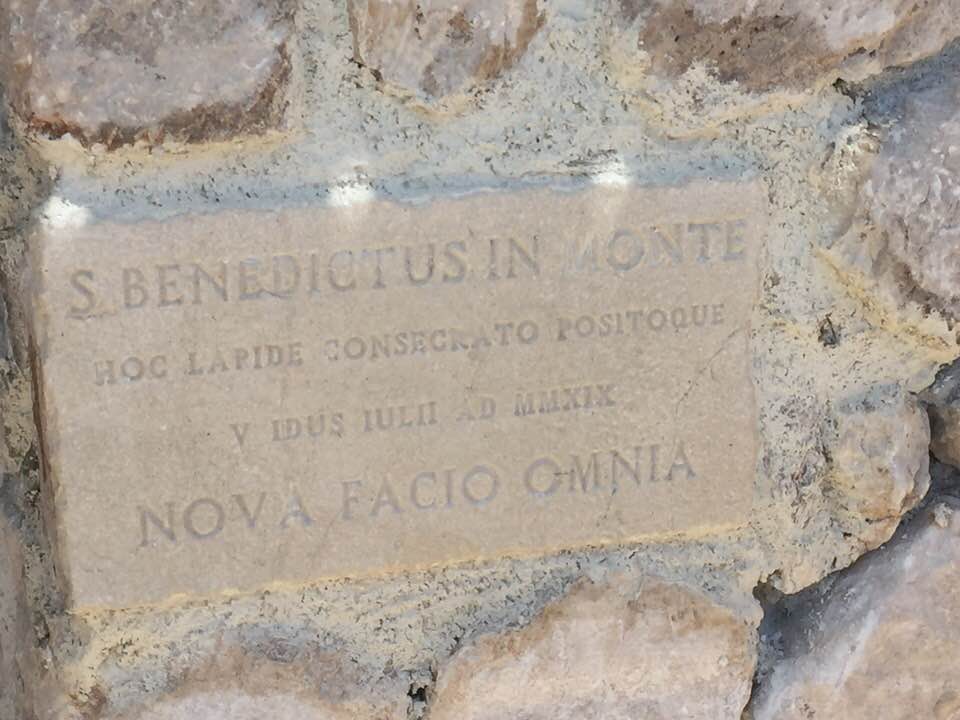 S BENEDICTUS IN MONTE
HOC LAPIDE CONSECRATO POSITOQUE
V IDUS IULII AD MMXIX
NOVA FACIO OMNIA